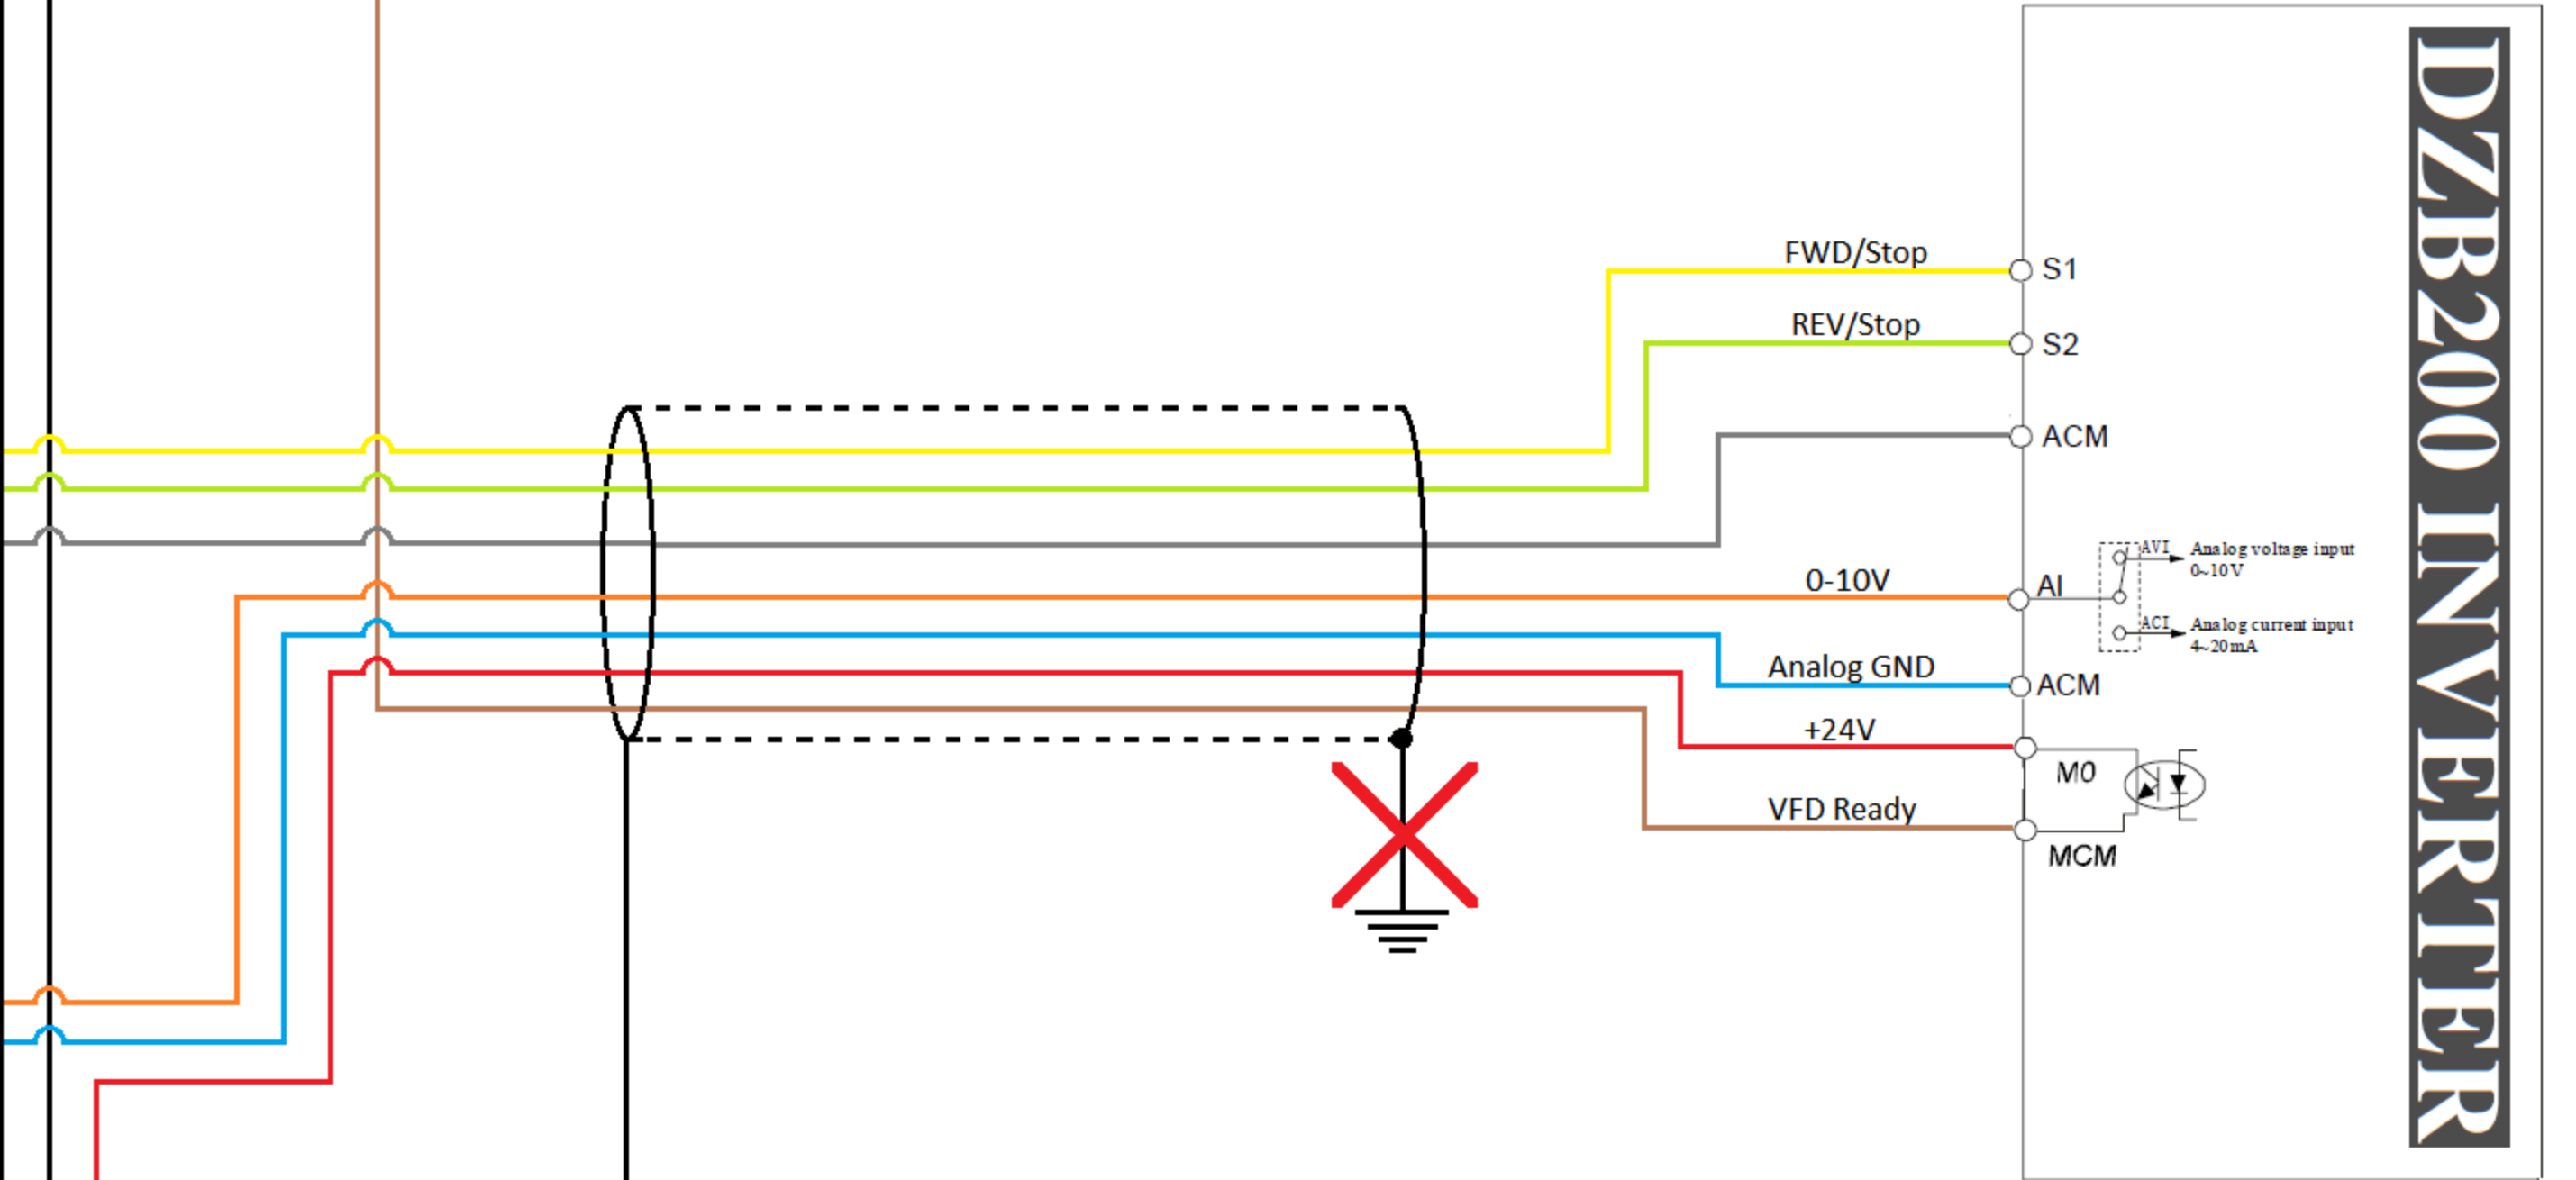 FWD/Stop
S1
REV/Stop
S2
ACM
AVI
Analog voltage input
0~10V
0-10V
AI
ACI
Analog current input
4~20mA
Analog GND
ACM
+24V
M0
VFD Ready
MCM
DZB200 INVERTER